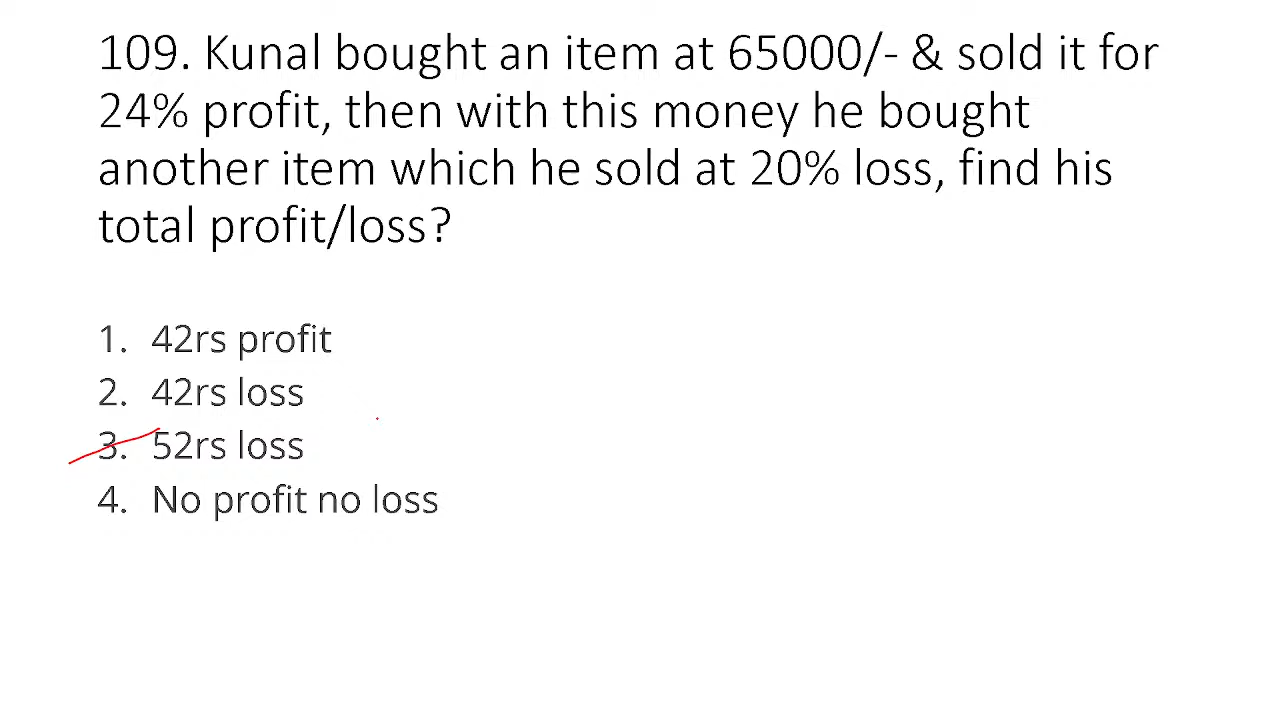 109. Kunal bought an item at 65000/- & sold it for
24% profit, then with this money he bought
another item which he sold at 20% loss, find his
total profit/loss?
1. 42rs profit
2. 42rs loss
3. 52rs loss
4. No profit no loss